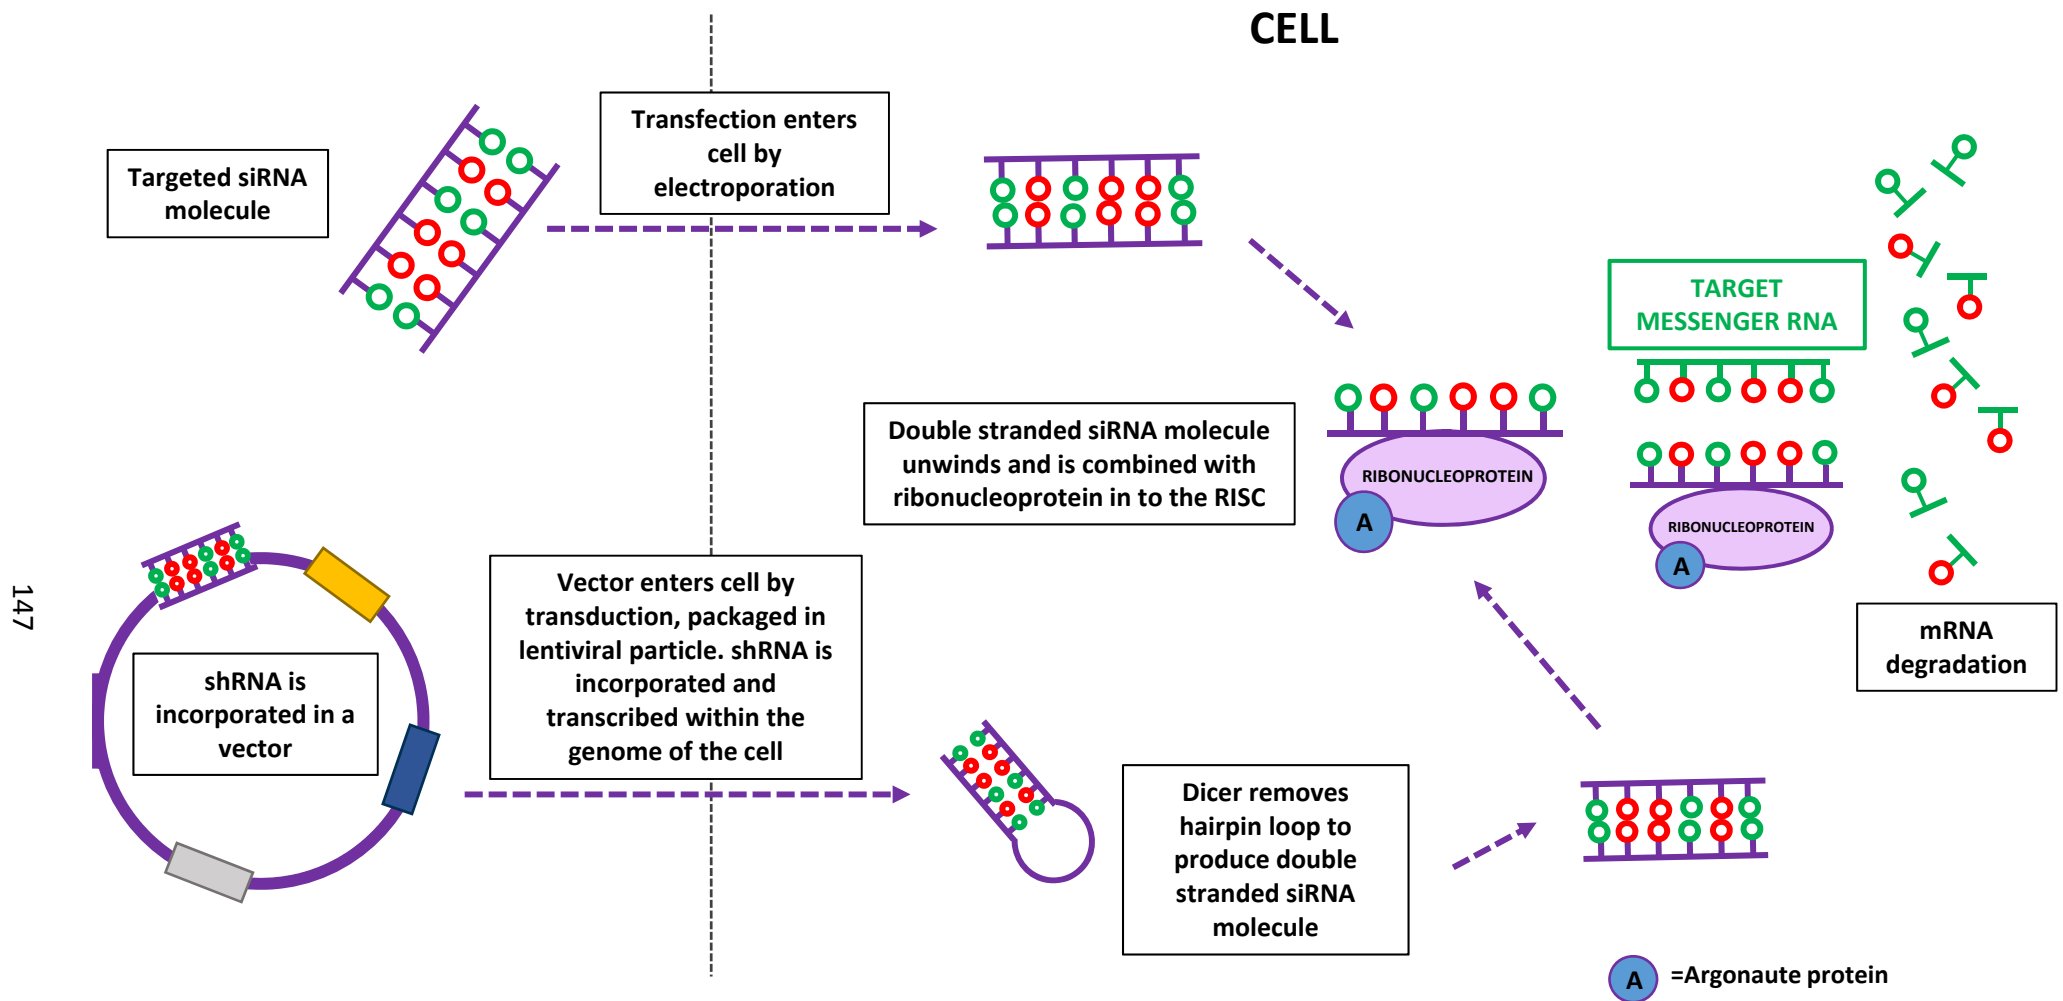 CELL
Targeted siRNA
molecule
Transfection enters
cell by
electroporation
TARGET
MESSENGER RNA
Double stranded siRNA molecule
unwinds and is combined with
ribonucleoprotein in to the RISC
RIBONUCLEOPROTEIN
A
RIBONUCLEOPROTEIN
A
mRNA
degradation
147
shRNA is
incorporated in a
vector
Vector enters cell by
transduction, packaged in
lentiviral particle. shRNA is
incorporated and
transcribed within the
genome of the cell
Dicer removes
hairpin loop to
produce double
stranded siRNA
molecule
A =Argonaute protein